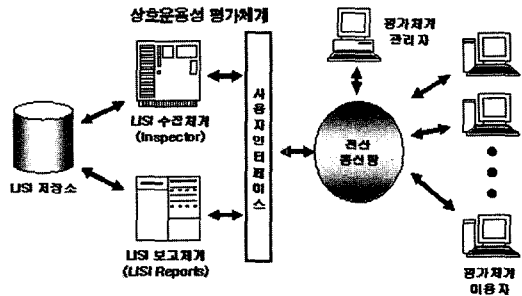 상호운용성 평가체계
평가체계
관리자
LISI 수집체계
(Inspector)
사용자인터페이스
전산
통신망
LISI 저장소
LISI 보고체계
(LISI Reports)
평가체계
이용자